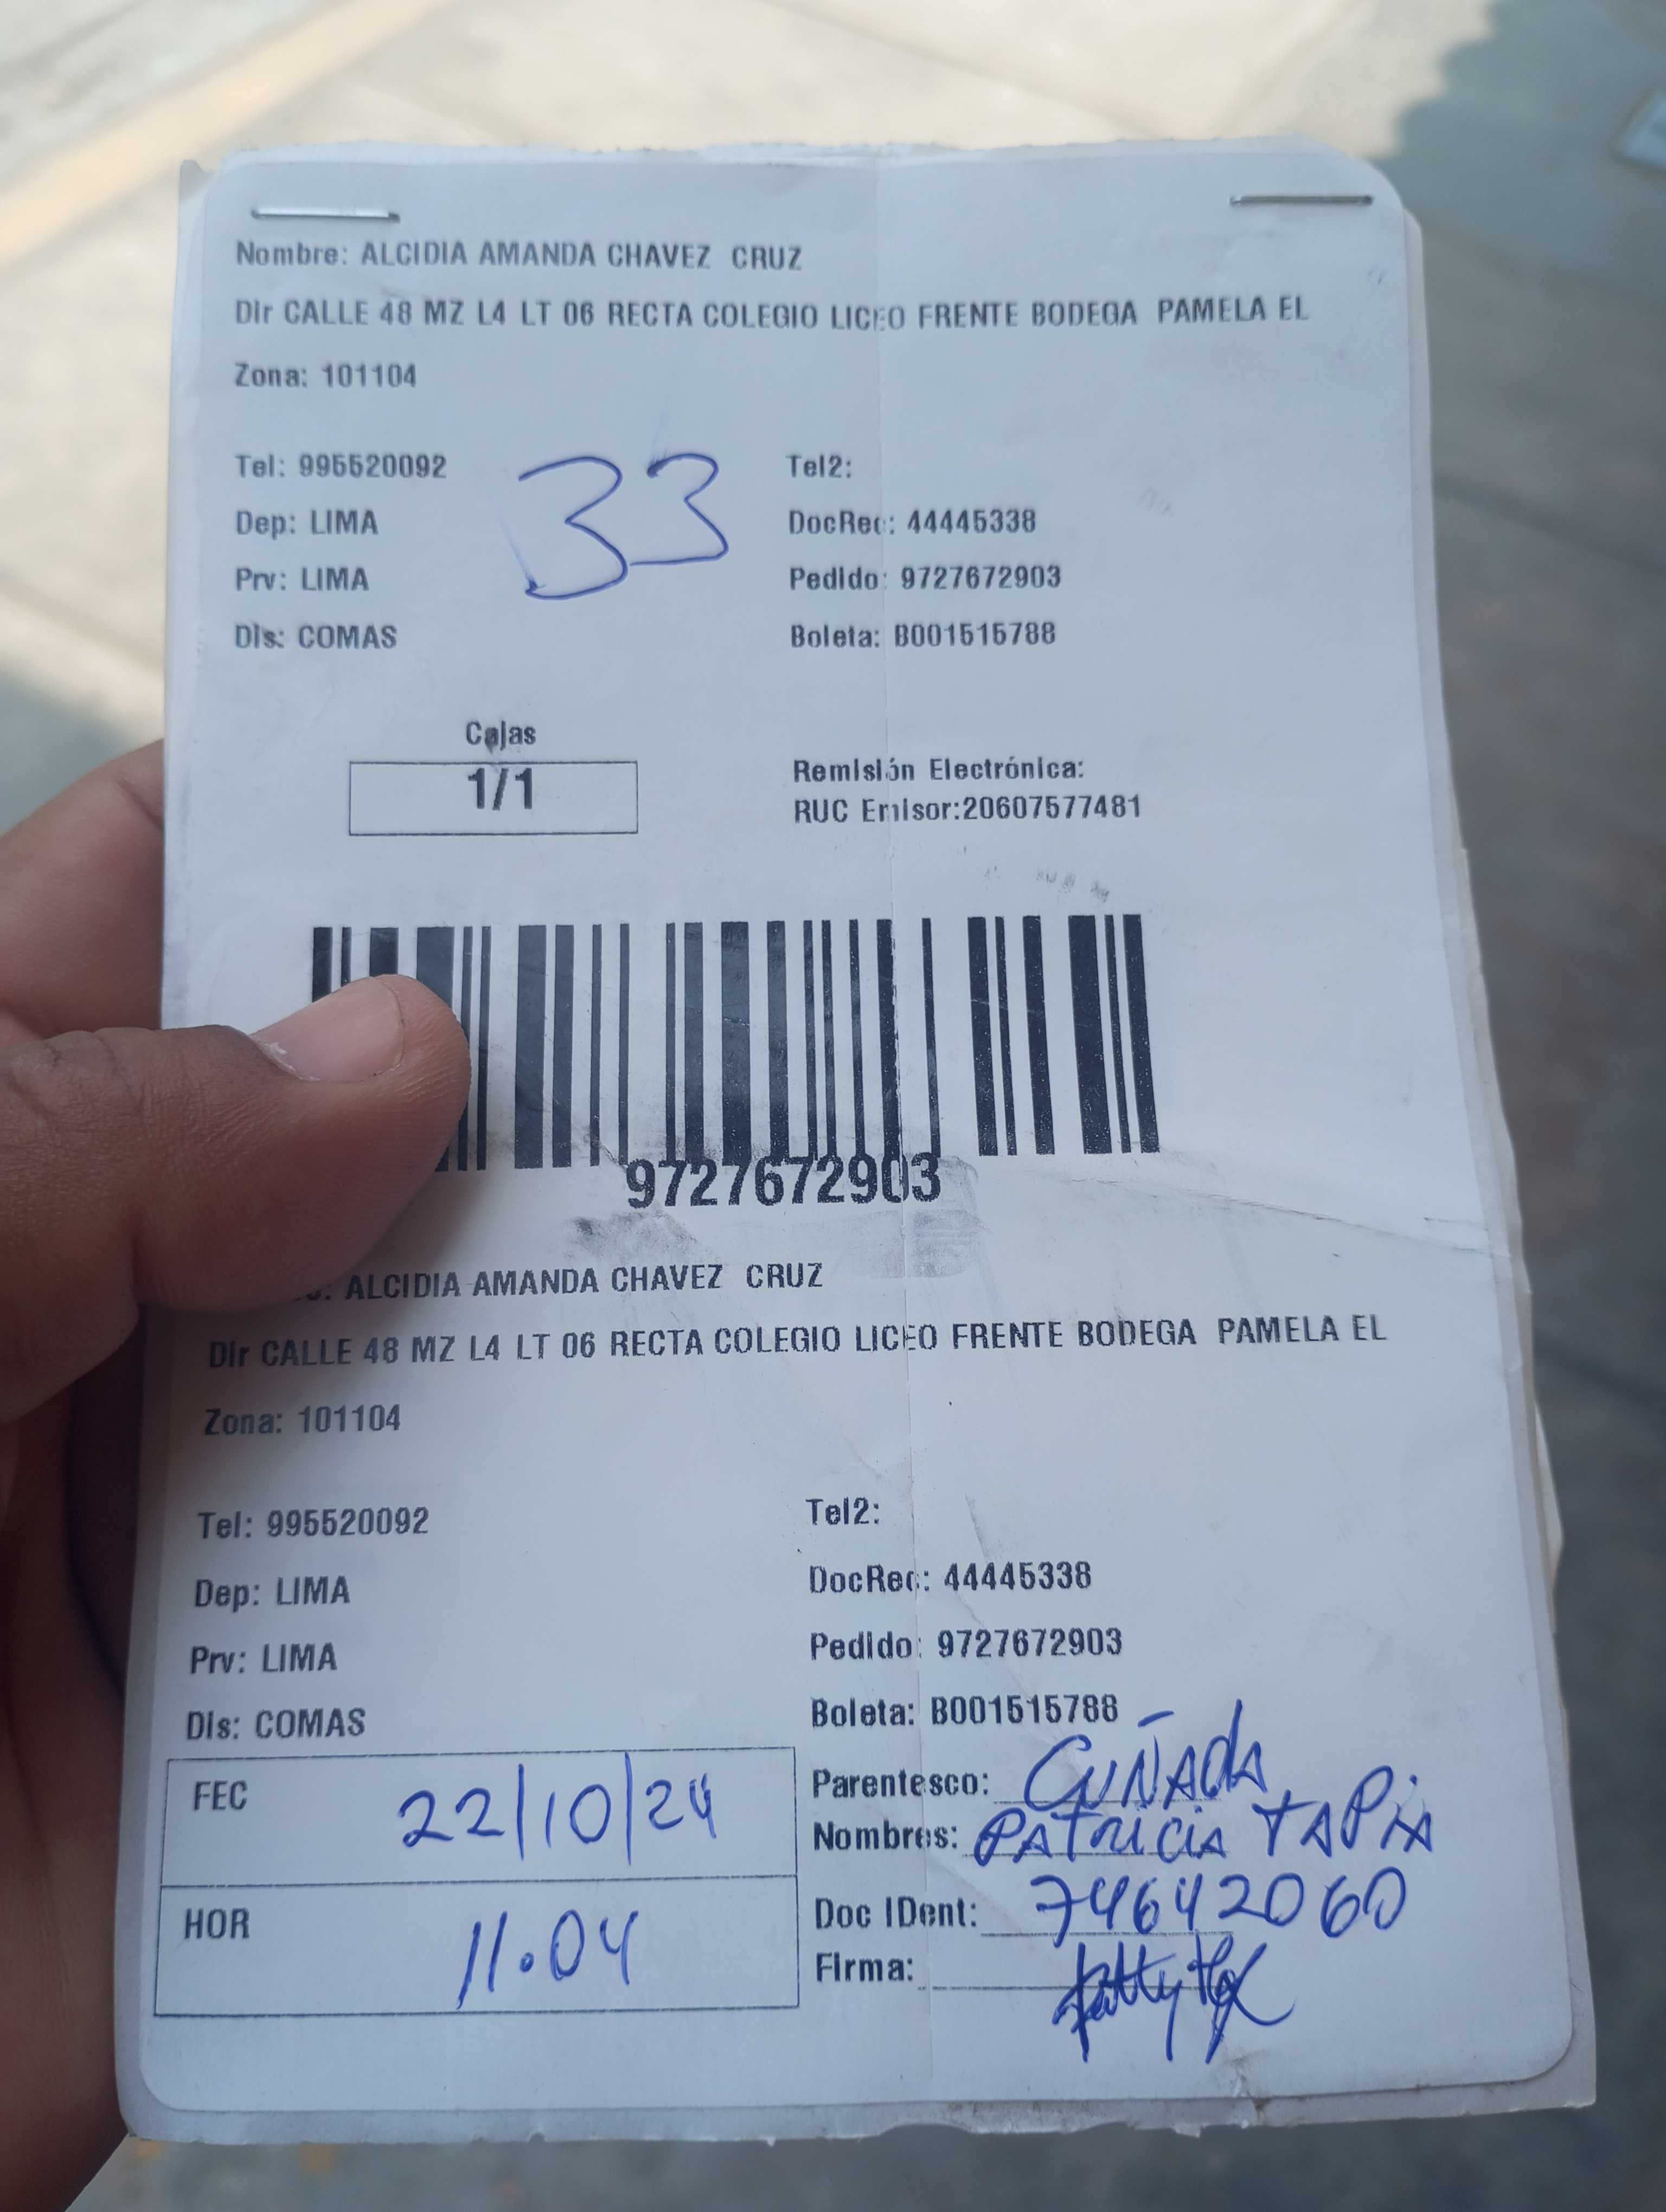 Nombre: ALCIDIA AMANDA CHAVEZ CRUZ
Dir CALLE 48 MZ L4 LT 06 RECTA COLEGIO LICEO FRENTE BODEGA PAMELA EL
Zona: 101104
33
Tel: 995520092 Tel2:
Dep: LIMA DocRec: 44445338
Prv: LIMA Pedido: 9727672903
Dis: COMAS Boleta: B001515788
Cajas
1/1
Remisión Electrónica:
RUC Emisor:20607577481
9727672903
ALCIDIA AMANDA CHAVEZ CRUZ
Dir CALLE 48 MZ L4 LT 06 RECTA COLEGIO LICEO FRENTE BODEGA PAMELA EL
Zona: 101104
Tel: 995520092 Tel2:
Dep: LIMA DocRec: 44445338
Prv: LIMA Pedido: 9727672903
Dis: COMAS Boleta: B001515788
FEC 22/10/24
Parentesco: CUÑADA
Nombres: PATRICIA TAPIA
HOR 11.04
Doc IDent: 74642060
Firma: